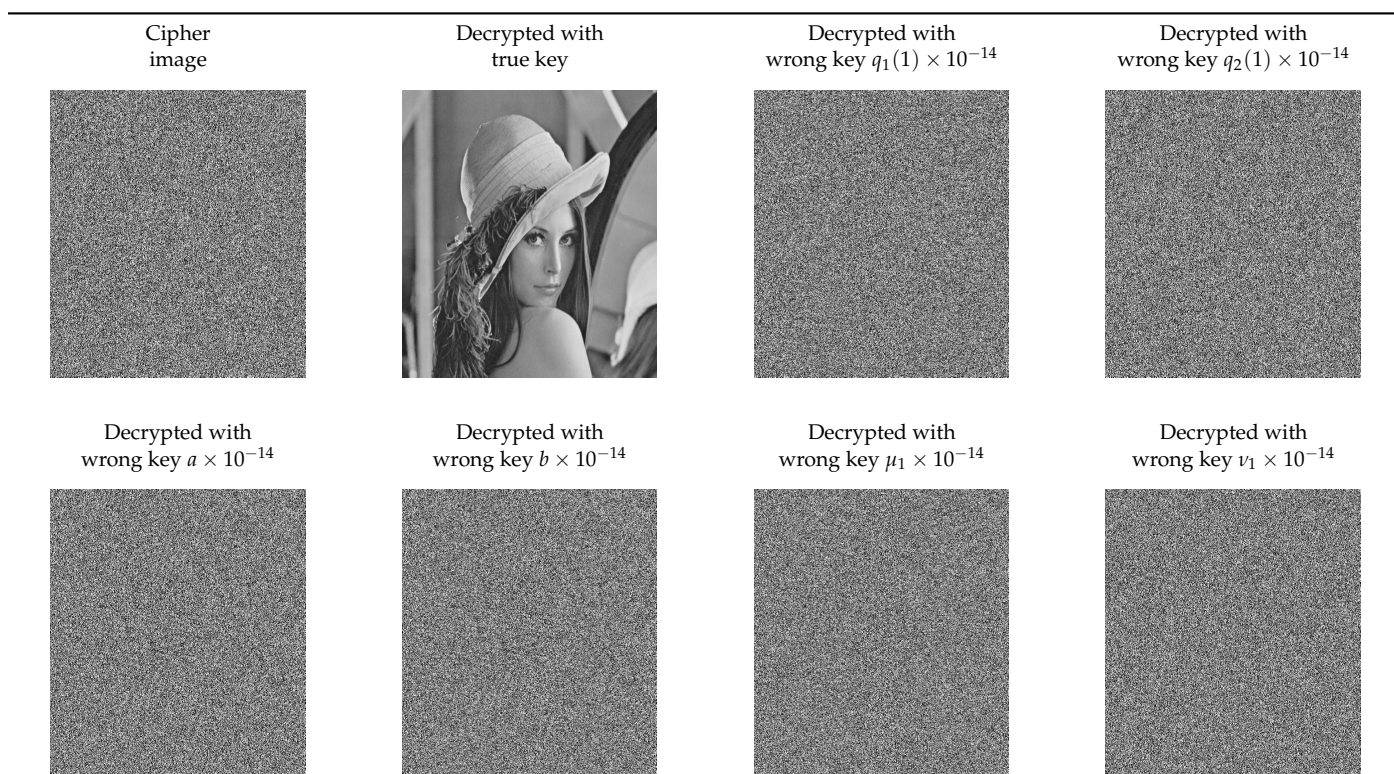 Cipher
image
Decrypted with
true key
Decrypted with
wrong key q₁(1) × 10⁻¹⁴
Decrypted with
wrong key q₂(1) × 10⁻¹⁴
Decrypted with
wrong key a × 10⁻¹⁴
Decrypted with
wrong key b × 10⁻¹⁴
Decrypted with
wrong key μ₁ × 10⁻¹⁴
Decrypted with
wrong key ν₁ × 10⁻¹⁴